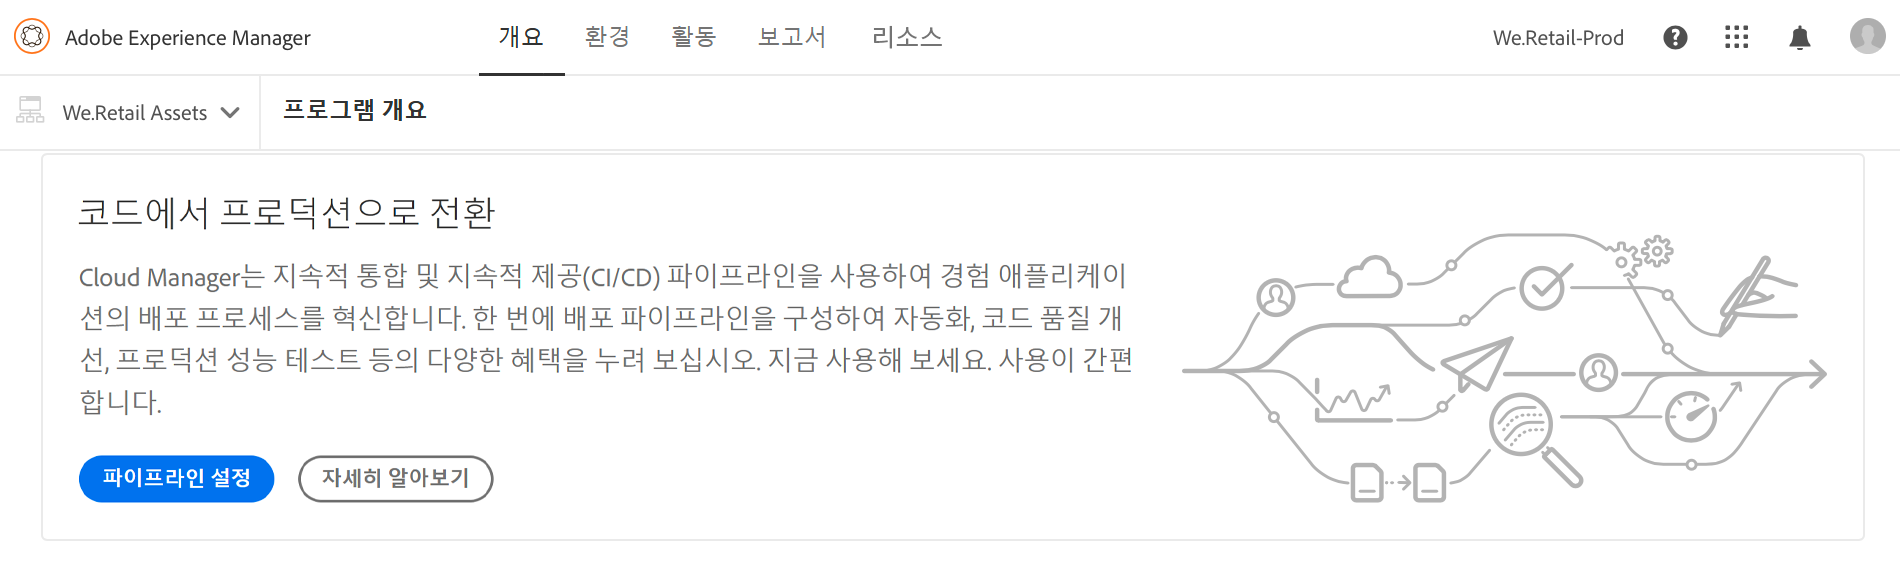 Adobe Experience Manager 개요 환경 활동 보고서 리소스 We.Retail-Prod
We.Retail Assets 프로그램 개요
코드에서 프로덕션으로 전환
Cloud Manager는 지속적 통합 및 지속적 제공(CI/CD) 파이프라인을 사용하여 경험 애플리케이
션의 배포 프로세스를 혁신합니다. 한 번에 배포 파이프라인을 구성하여 자동화, 코드 품질 개
선, 프로덕션 성능 테스트 등의 다양한 혜택을 누려 보십시오. 지금 사용해 보세요. 사용이 간편
합니다.
파이프라인 설정 자세히 알아보기